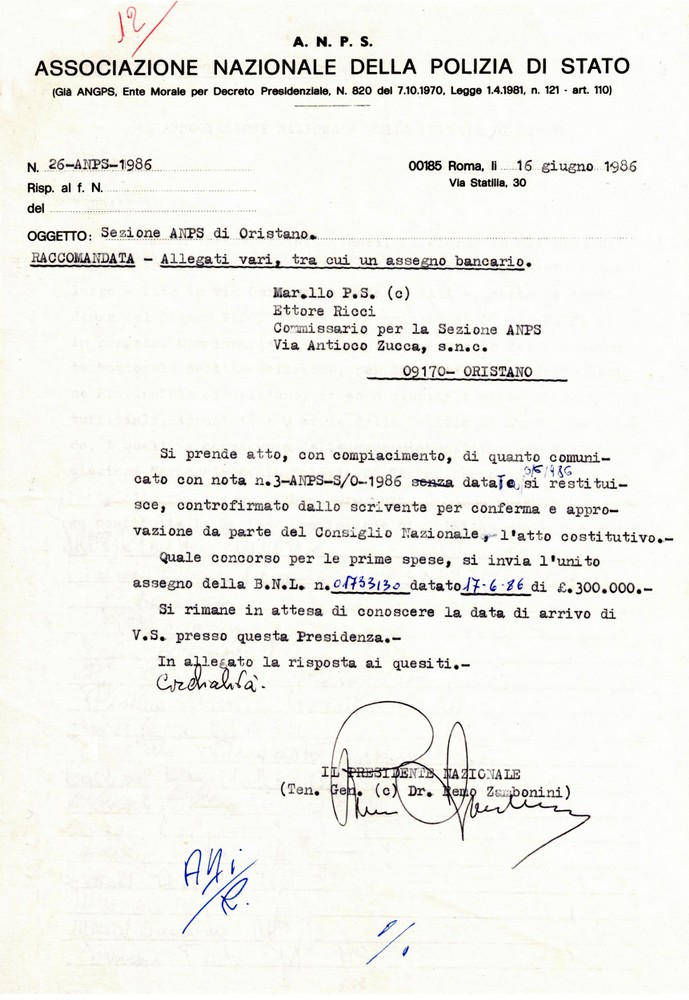 12
A. N. P. S.
ASSOCIAZIONE NAZIONALE DELLA POLIZIA DI STATO
(Già ANGPS, Ente Morale per Decreto Presidenziale, N. 820 del 7.10.1970, Legge 1.4.1981, n. 121 - art. 110)
N. 26-ANPS-1986
00185 Roma, li 16 giugno 1986
Via Statilia, 30
Risp. al f. N.
del
OGGETTO: Sezione ANPS di Oristano.
RACCOMANDATA - Allegati vari, tra cui un assegno bancario.
Mar.llo P.S. (c)
Ettore Ricci
Commissario per la Sezione ANPS
Via Antioco Zucca, s.n.c.
09170- ORISTANO
Si prende atto, con compiacimento, di quanto comuni-
cato con nota n.3-ANPS-S/O-1986 senza data, si restitui-
sce, controfirmato dallo scrivente per conferma e appro-
vazione da parte del Consiglio Nazionale, l'atto costitutivo.-
Quale concorso per le prime spese, si invia l'unito
assegno della B.N.L. n. 01733130 datato 17-6-86 di £.300.000.-
Si rimane in attesa di conoscere la data di arrivo di
V.S. presso questa Presidenza.-
In allegato la risposta ai quesiti.-
Cordialità.
IL PRESIDENTE NAZIONALE
(Ten. Gen. (c) Dr. Remo Zambonini)